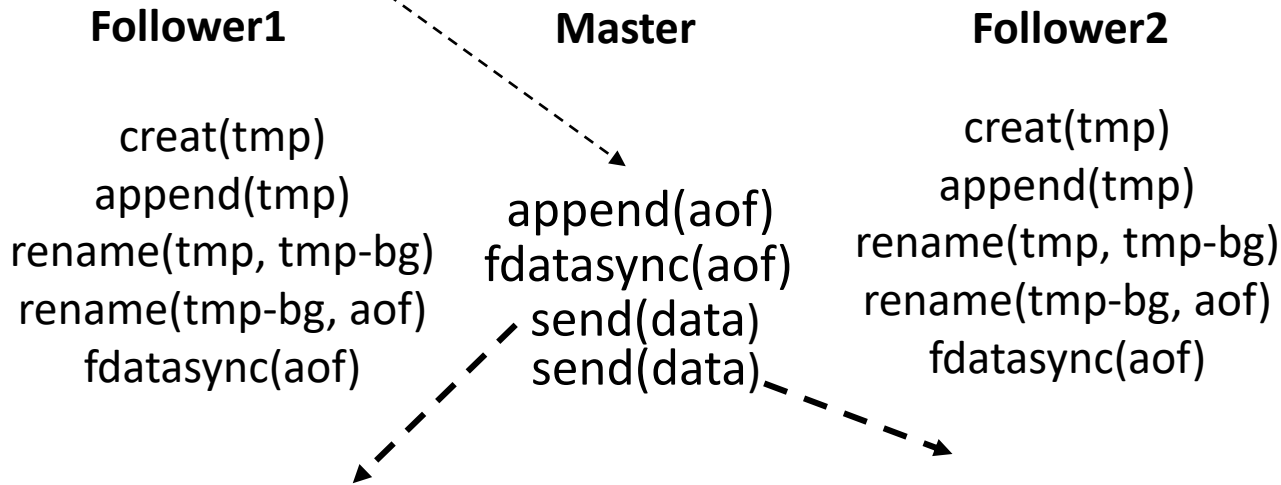 Follower1
creat(tmp)
append(tmp)
rename(tmp, tmp-bg)
rename(tmp-bg, aof)
fdatasync(aof)
Master
append(aof)
fdatasync(aof)
send(data)
send(data)
Follower2
creat(tmp)
append(tmp)
rename(tmp, tmp-bg)
rename(tmp-bg, aof)
fdatasync(aof)